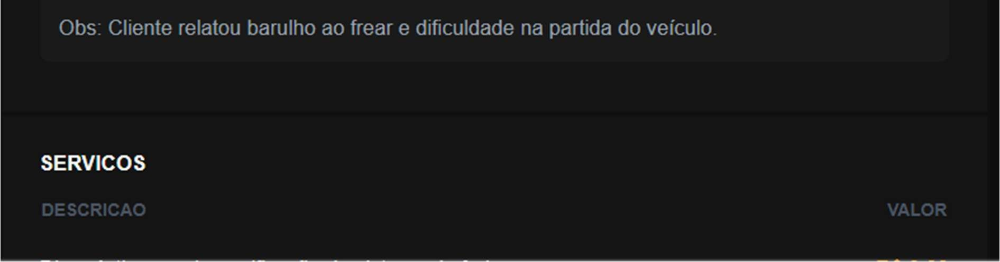 Obs: Cliente relatou barulho ao frear e dificuldade na partida do veículo.
SERVICOS
DESCRICAO VALOR